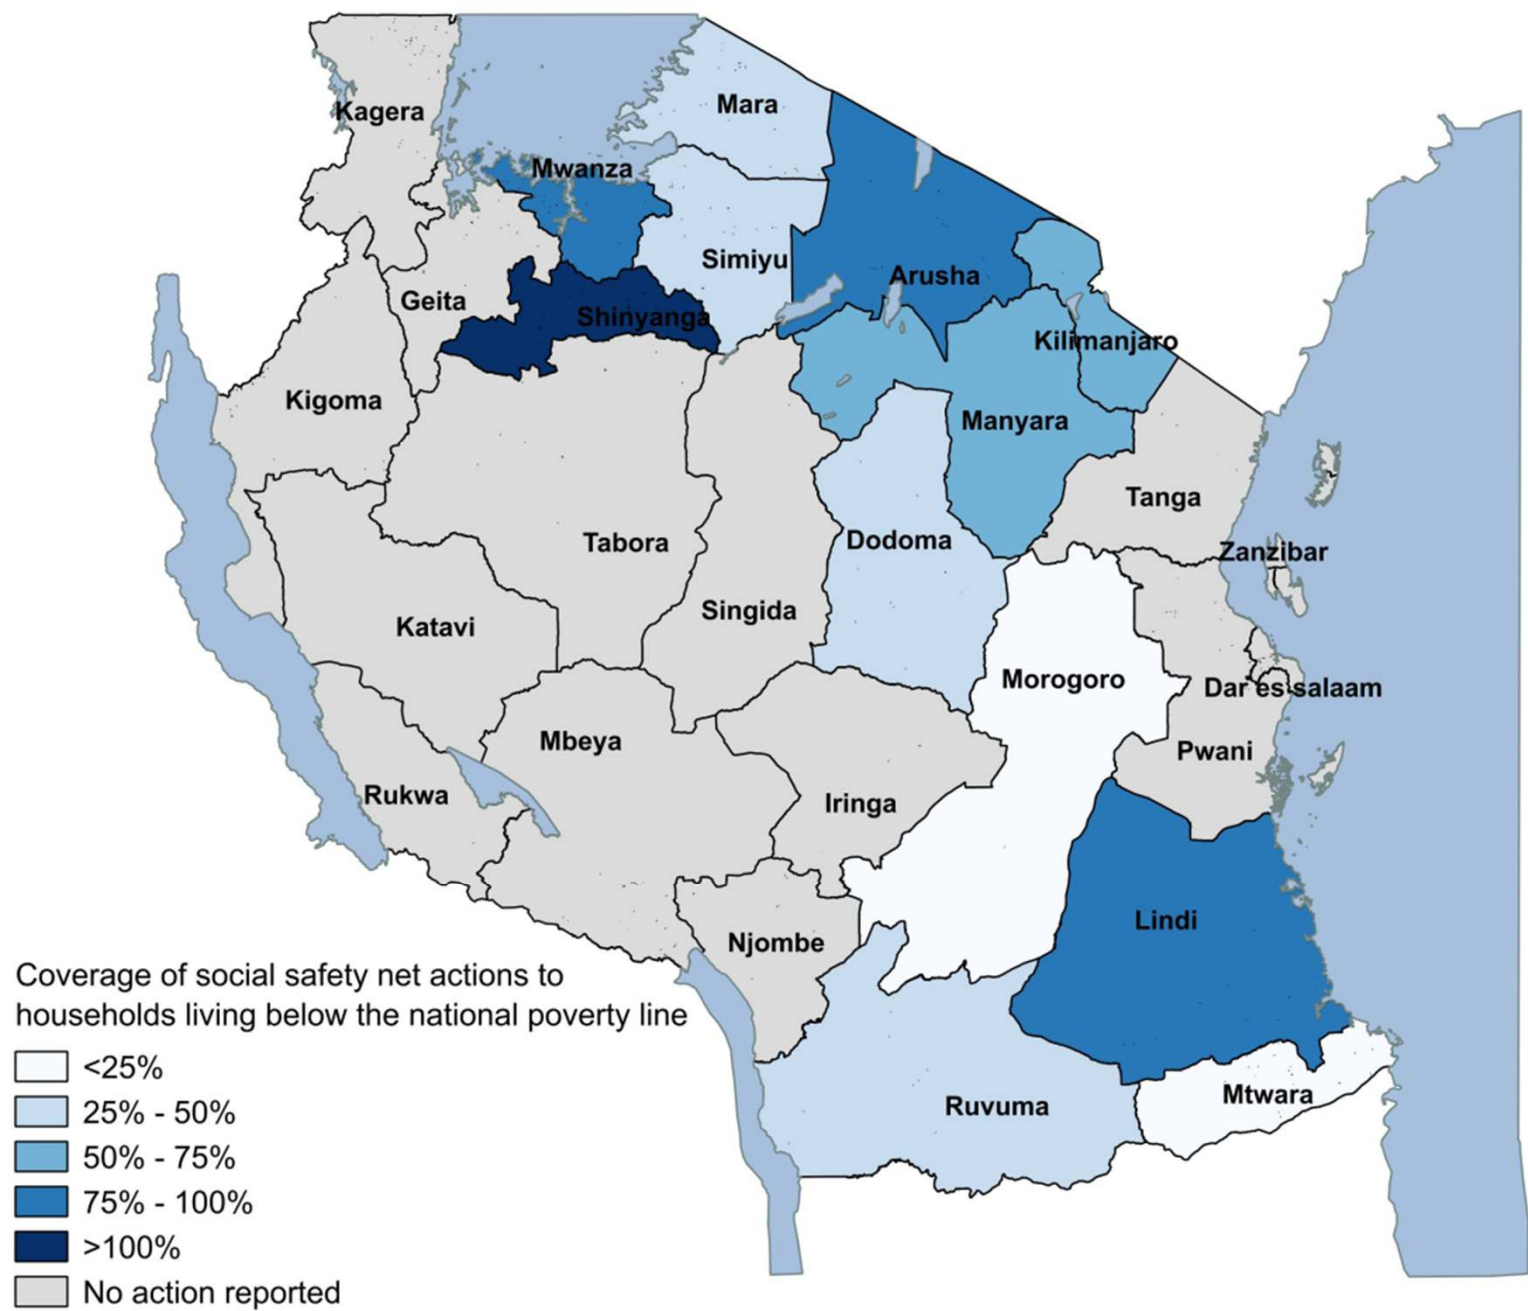 Mara
Kagera
Mwanza
Simiyu
Arusha
Geita
Shinyanga
Kilimanjaro
Kigoma
Manyara
Tanga
Tabora
Dodoma
Zanzibar
Singida
Katavi
Morogoro
Dar es salaam
Mbeya
Pwani
Rukwa
Iringa
Lindi
Njombe
Coverage of social safety net actions to
households living below the national poverty line
<25%
25% - 50%
50% - 75%
75% - 100%
>100%
No action reported
Ruvuma
Mtwara